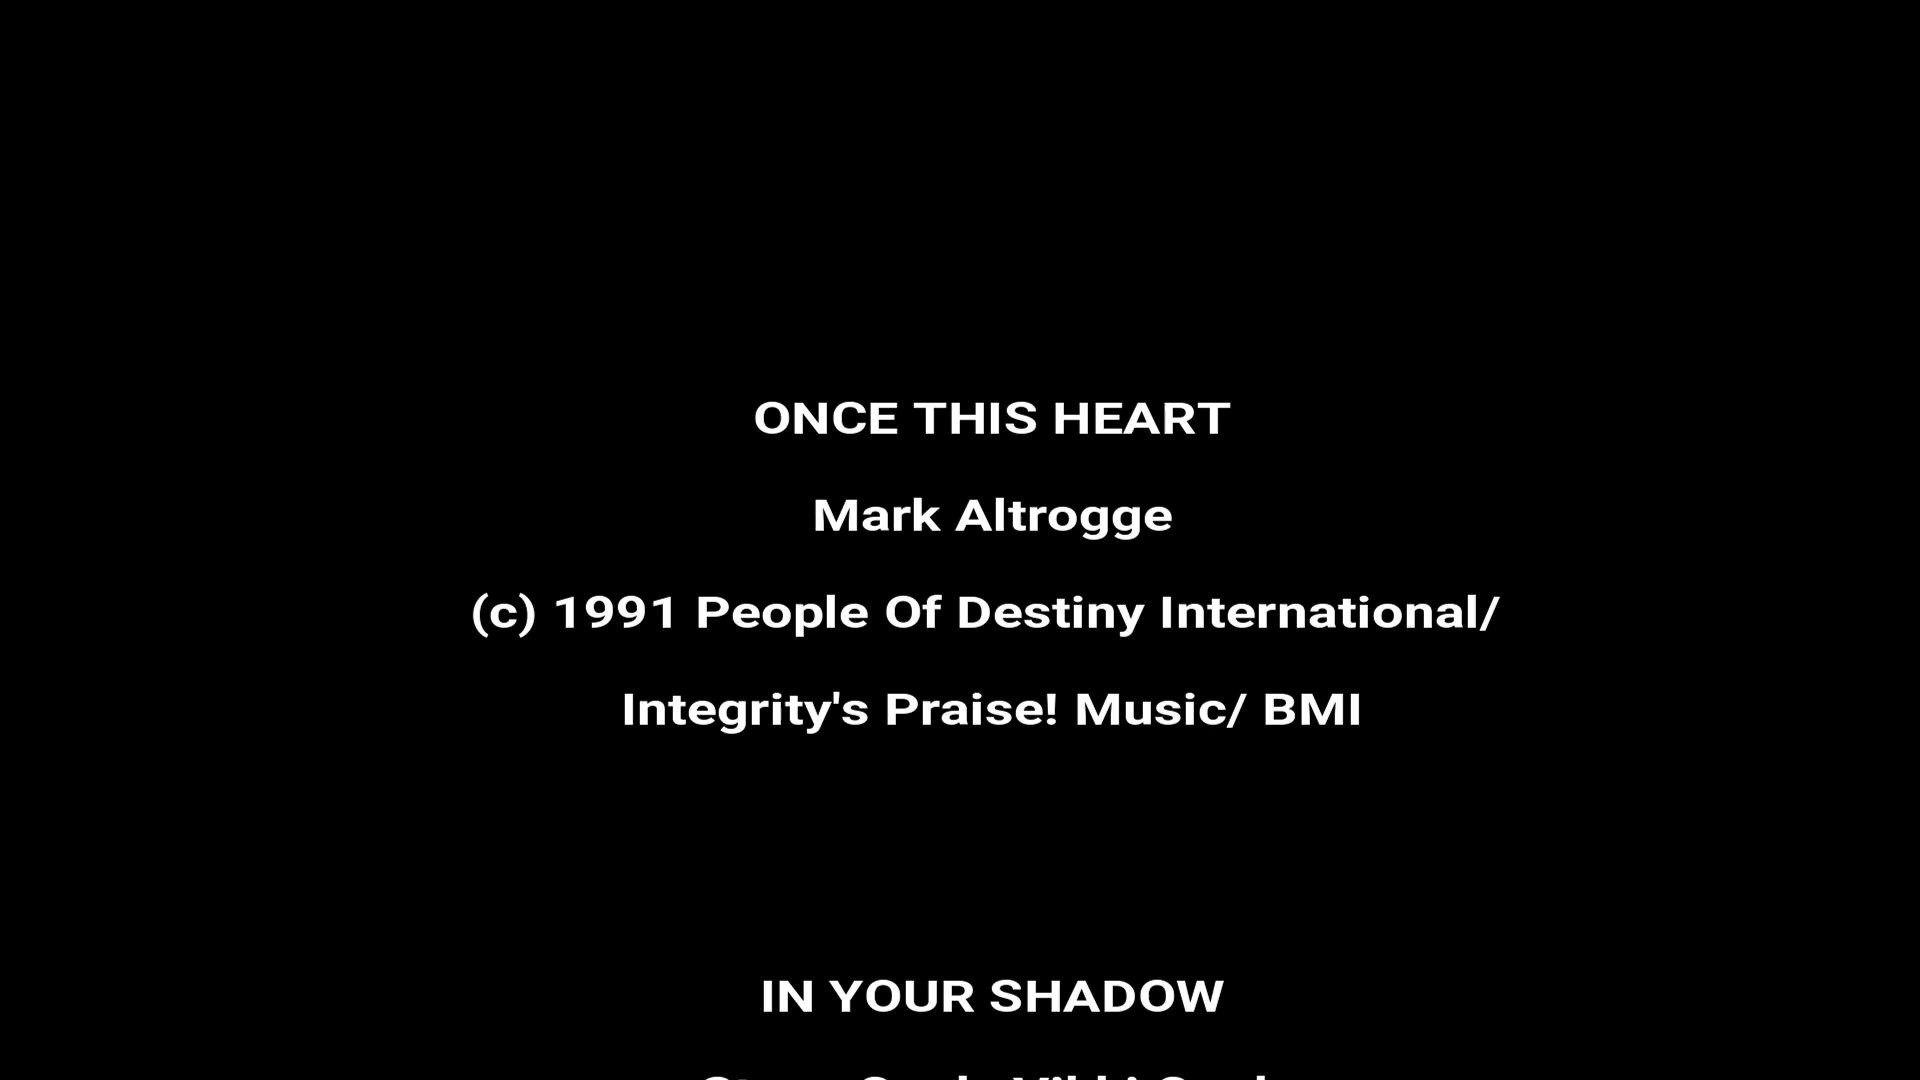 ONCE THIS HEART
Mark Altrogge
(c) 1991 People Of Destiny International/
Integrity's Praise! Music/ BMI
IN YOUR SHADOW